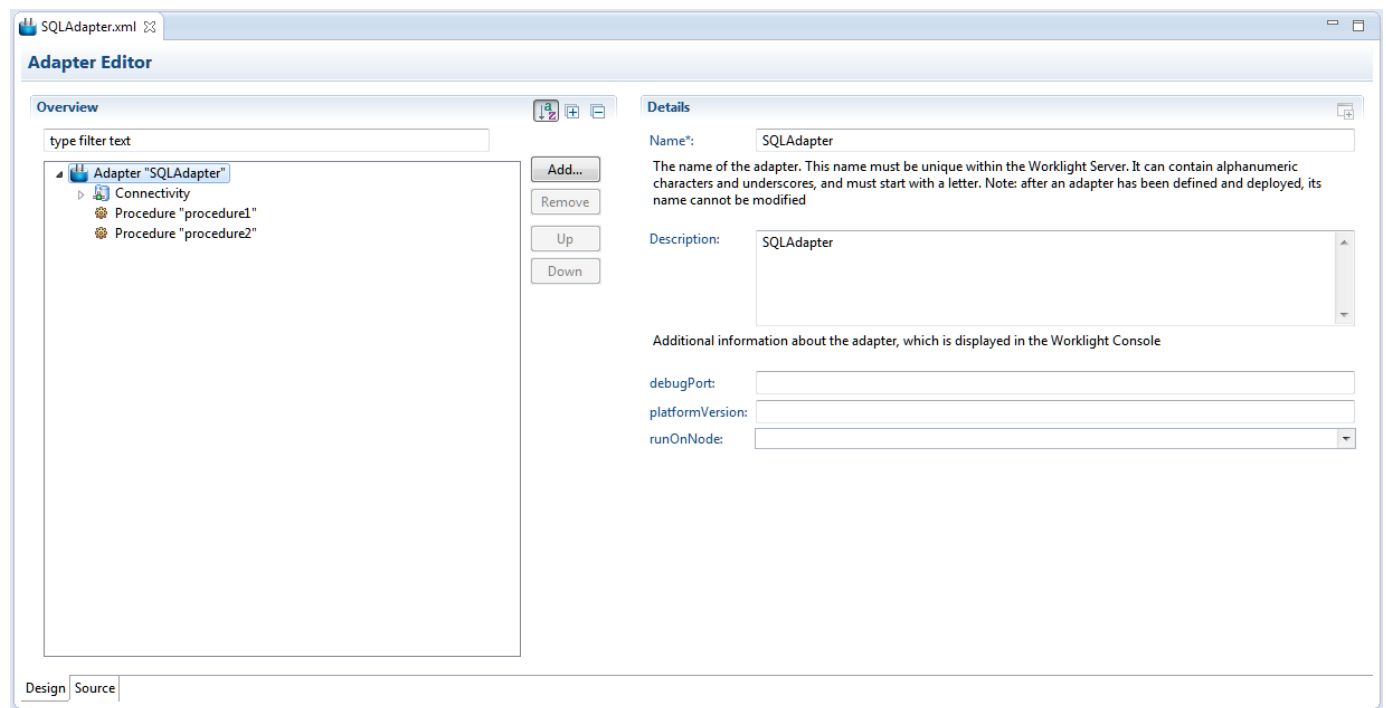 SQLAdapter.xml
Adapter Editor
Overview
type filter text
Adapter "SQLAdapter"
Connectivity
Procedure "procedure1"
Procedure "procedure2"
Add...
Remove
Up
Down
Details
Name*: SQLAdapter
The name of the adapter. This name must be unique within the Worklight Server. It can contain alphanumeric
characters and underscores, and must start with a letter. Note: after an adapter has been defined and deployed, its
name cannot be modified
Description: SQLAdapter
Additional information about the adapter, which is displayed in the Worklight Console
debugPort:
platformVersion:
runOnNode:
Design Source